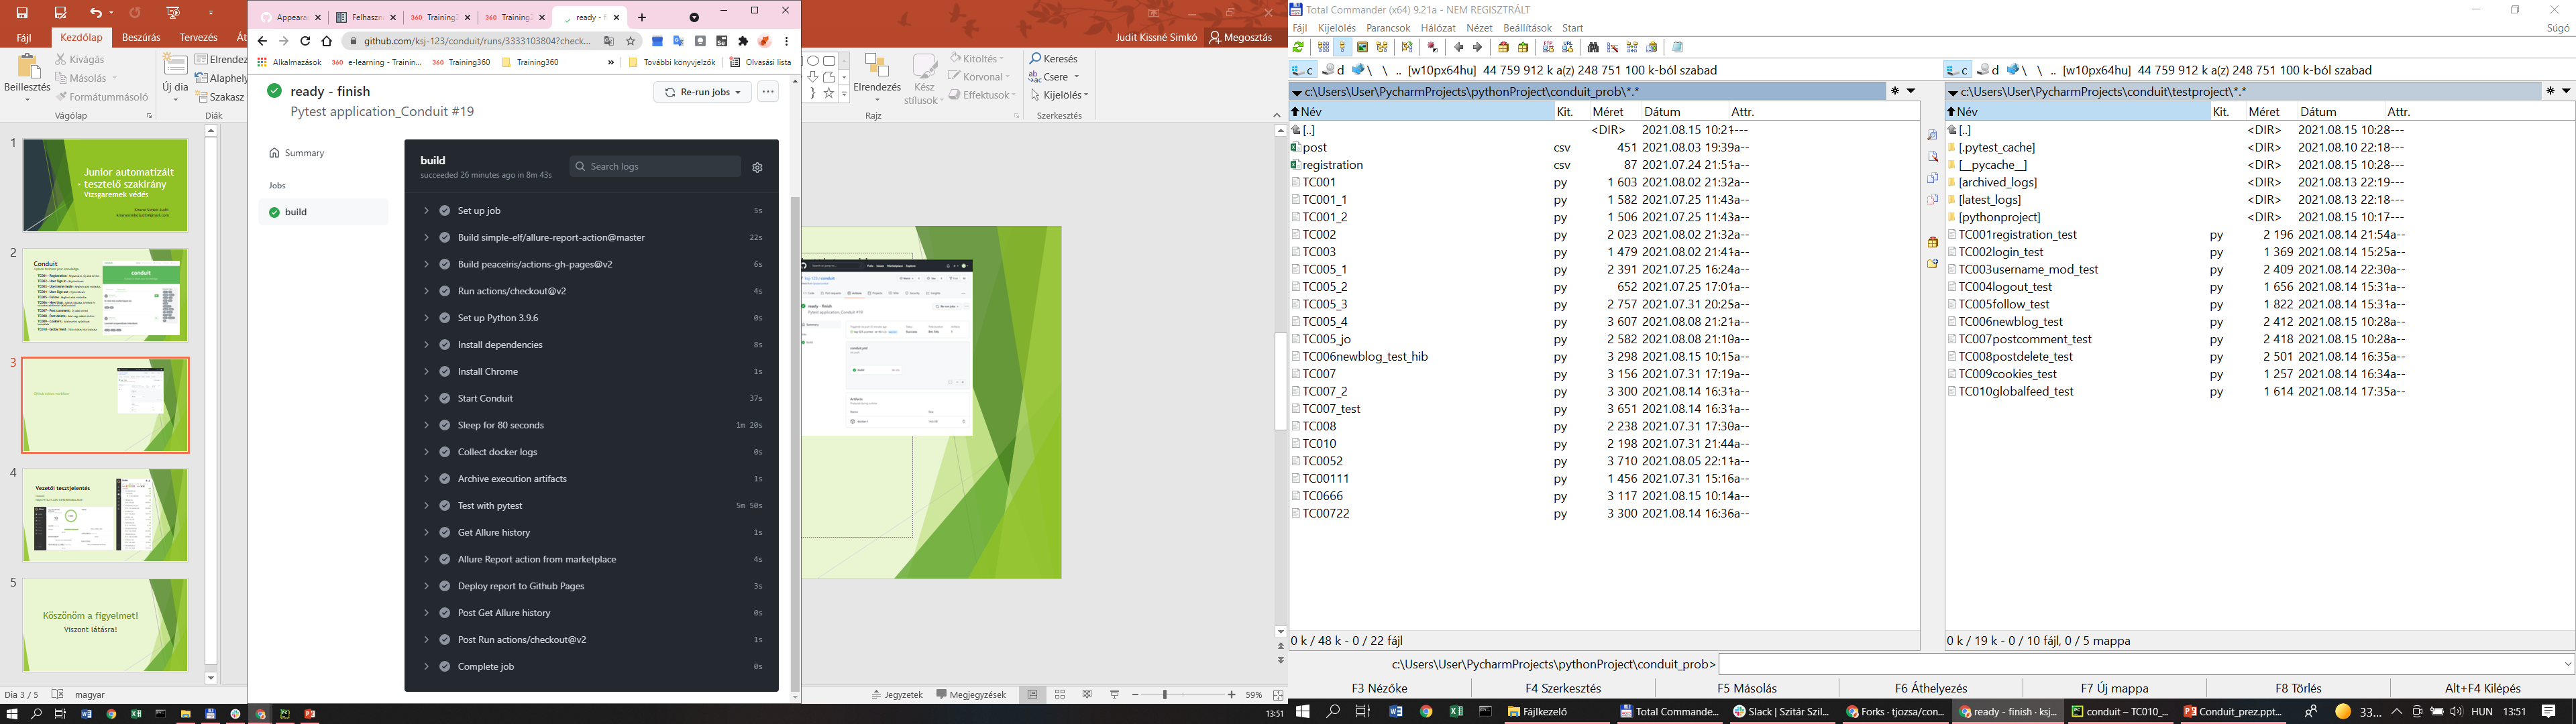 Fájl
Kezdőlap
Beszúrás
Tervezés
Beillesztés
Kivágás
Másolás
Formátummásoló
Vágólap
Új dia
Elrendez
Alaphely
Szakasz
Diák
1
Junior automatizált
tesztelő szakirány
Vizsgaremek védés
2
Conduit
3
4
Vezetői tesztjelentés
5
Köszönöm a figyelmet!
Viszont látásra!
Dia 3 / 5
magyar
Appearan
Felhaszná
360 Training3
360 Training3
ready - fi
github.com/ksj-123/conduit/runs/3333103804?check...
Alkalmazások
360 e-learning - Trainin...
360 Training360
Training360
»
További könyvjelzők
Olvasási lista
ready - finish
Pytest application_Conduit #19
Re-run jobs
Summary
Jobs
build
build
succeeded 26 minutes ago in 8m 43s
Search logs
Set up job 5s
Build simple-elf/allure-report-action@master 22s
Build peaceiris/actions-gh-pages@v2 6s
Run actions/checkout@v2 4s
Set up Python 3.9.6 0s
Install dependencies 8s
Install Chrome 1s
Start Conduit 37s
Sleep for 80 seconds 1m 20s
Collect docker logs 0s
Archive execution artifacts 1s
Test with pytest 5m 50s
Get Allure history 1s
Allure Report action from marketplace 4s
Deploy report to Github Pages 3s
Post Get Allure history 0s
Post Run actions/checkout@v2 1s
Complete job 0s
Judit Kissné Simkó
Megosztás
Elrendezés
Kész
stílusok
Kitöltés
Körvonal
Effektusok
Rajz
Keresés
Csere
Kijelölés
Szerkesztés
ready - finish
Jegyzetek
Megjegyzések
59%
13:51
Total Commander (x64) 9.21a - NEM REGISZTRÁLT
Fájl Kijelölés Parancsok Hálózat Nézet Beállítások Start
Súgó
c d \ \ .. [w10px64hu] 44 759 912 k a(z) 248 751 100 k-ból szabad
c:\Users\User\PycharmProjects\pythonProject\conduit_prob\*.*
Név Kit. Méret Dátum Attr.
[..] <DIR> 2021.08.15 10:21----
post csv 451 2021.08.03 19:39a--
registration csv 87 2021.07.24 21:51a--
TC001 py 1 603 2021.08.02 21:32a--
TC001_1 py 1 582 2021.07.25 11:43a--
TC001_2 py 1 506 2021.07.25 11:43a--
TC002 py 2 023 2021.08.02 21:32a--
TC003 py 1 479 2021.08.02 21:41a--
TC005_1 py 2 391 2021.07.25 16:24a--
TC005_2 py 652 2021.07.25 17:01a--
TC005_3 py 2 757 2021.07.31 20:25a--
TC005_4 py 3 607 2021.08.08 21:21a--
TC005_jo py 2 582 2021.08.08 21:10a--
TC006newblog_test_hib py 3 298 2021.08.15 10:15a--
TC007 py 3 156 2021.07.31 17:19a--
TC007_2 py 3 300 2021.08.14 16:31a--
TC007_test py 3 651 2021.08.14 16:31a--
TC008 py 2 238 2021.07.31 17:30a--
TC010 py 2 198 2021.07.31 21:44a--
TC0052 py 3 710 2021.08.05 22:11a--
TC00111 py 1 456 2021.07.31 15:16a--
TC0666 py 3 117 2021.08.15 10:14a--
TC00722 py 3 300 2021.08.14 16:36a--
0 k / 48 k - 0 / 22 fájl
c d \ \ .. [w10px64hu] 44 759 912 k a(z) 248 751 100 k-ból szabad
c:\Users\User\PycharmProjects\conduit\testproject\*.*
Név Kit. Méret Dátum Attr.
[..] <DIR> 2021.08.15 10:28----
[.pytest_cache] <DIR> 2021.08.10 22:18----
[__pycache__] <DIR> 2021.08.15 10:28----
[archived_logs] <DIR> 2021.08.13 22:19----
[latest_logs] <DIR> 2021.08.13 22:18----
[pythonproject] <DIR> 2021.08.15 10:17----
TC001registration_test py 2 196 2021.08.14 21:54a--
TC002login_test py 1 369 2021.08.14 15:25a--
TC003username_mod_test py 2 409 2021.08.14 22:30a--
TC004logout_test py 1 656 2021.08.14 15:31a--
TC005follow_test py 1 822 2021.08.14 15:31a--
TC006newblog_test py 2 412 2021.08.15 10:28a--
TC007postcomment_test py 2 418 2021.08.15 10:28a--
TC008postdelete_test py 2 501 2021.08.14 16:35a--
TC009cookies_test py 1 257 2021.08.14 16:34a--
TC010globalfeed_test py 1 614 2021.08.14 17:35a--
0 k / 19 k - 0 / 10 fájl, 0 / 5 mappa
c:\Users\User\PycharmProjects\pythonProject\conduit_prob>
F3 Nézőke F4 Szerkesztés F5 Másolás F6 Áthelyezés F7 Új mappa F8 Törlés Alt+F4 Kilépés
Fájlkezelő
Total Commande...
Slack | Szitár Szil...
Forks · tjozsa/con...
ready - finish · ksj...
conduit – TC010_...
Conduit_prez.ppt...
33...
HUN
13:51